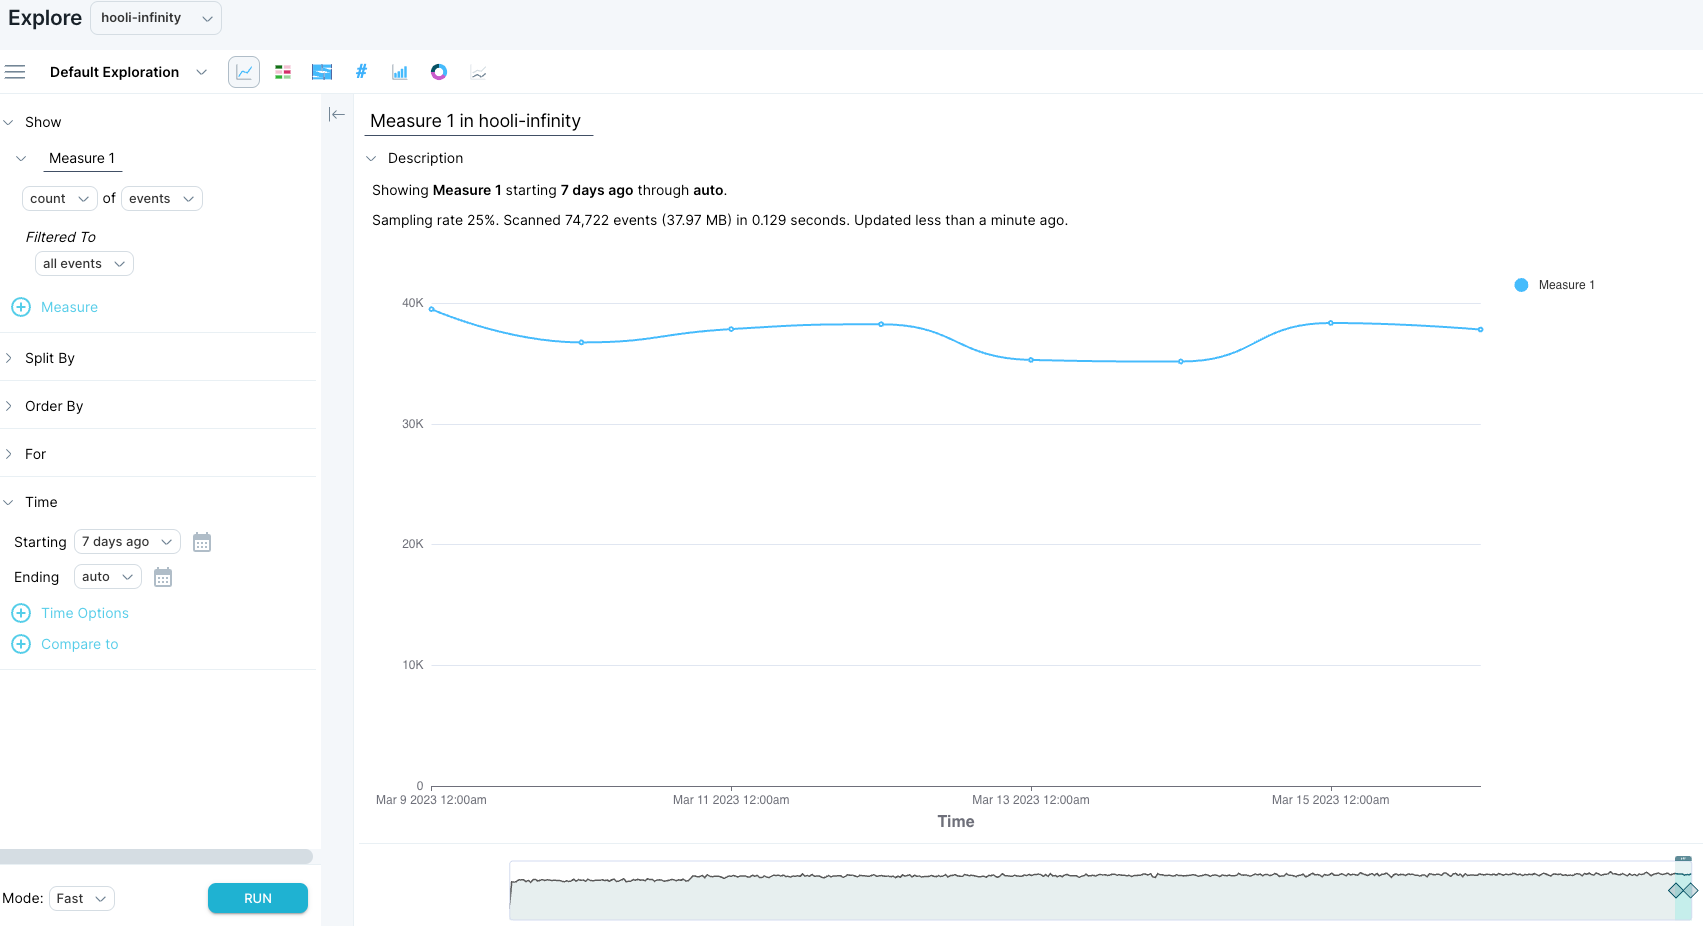 Explore hooli-infinity
Default Exploration #
Show
Measure 1
count of events
Filtered To
all events
Measure
Split By
Order By
For
Time
Starting 7 days ago
Ending auto
Time Options
Compare to
Mode: Fast RUN
Measure 1 in hooli-infinity
Description
Showing Measure 1 starting 7 days ago through auto.
Sampling rate 25%. Scanned 74,722 events (37.97 MB) in 0.129 seconds. Updated less than a minute ago.
Measure 1
40K
30K
20K
10K
0
Mar 9 2023 12:00am Mar 11 2023 12:00am Mar 13 2023 12:00am Mar 15 2023 12:00am
Time